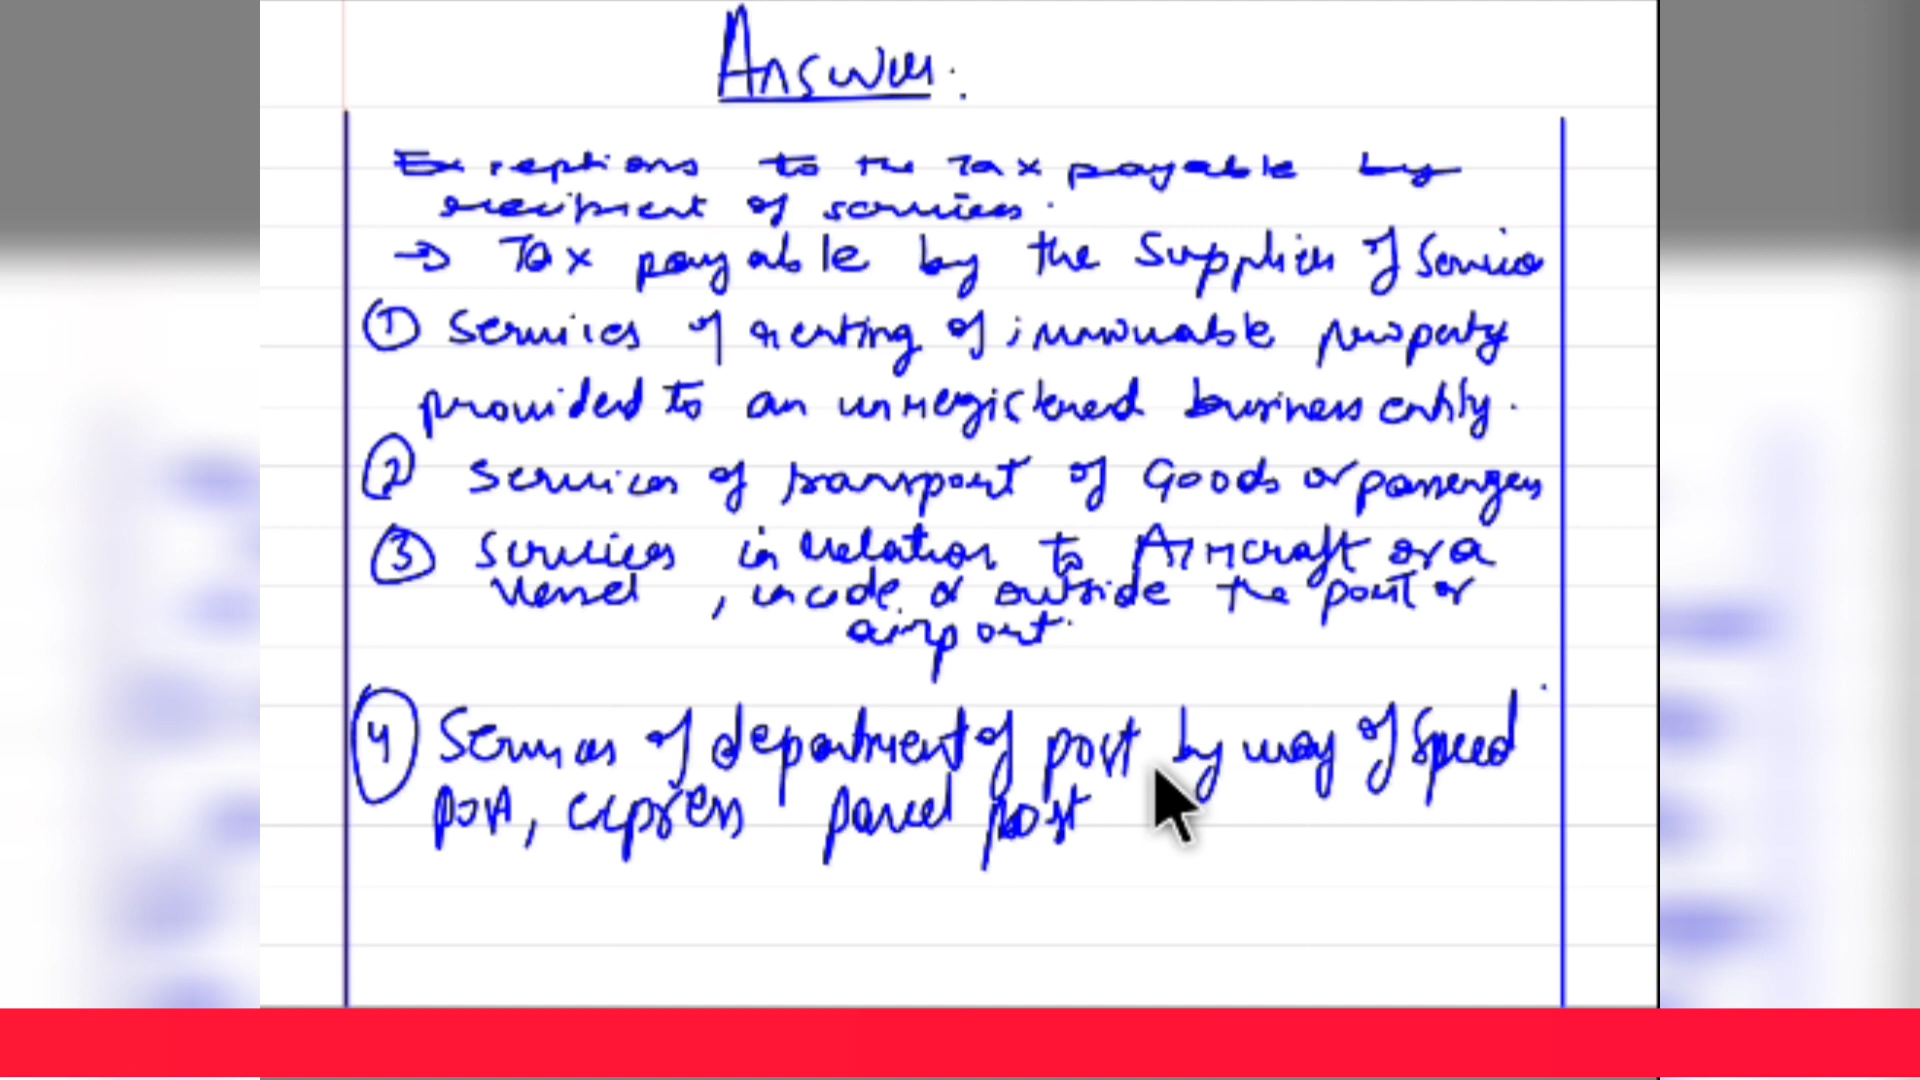 Answer:
Exceptions to the Tax payable by
recipient of services.
→ Tax payable by the Supplier of Service
① Services of renting of immovable property
provided to an unregistered business entity.
② Services of transport of Goods or passengers
③ Services in relation to Aircraft or a
Vessel, inside or outside the port or
airport.
④ Services of department of post by way of Speed
post, express parcel post